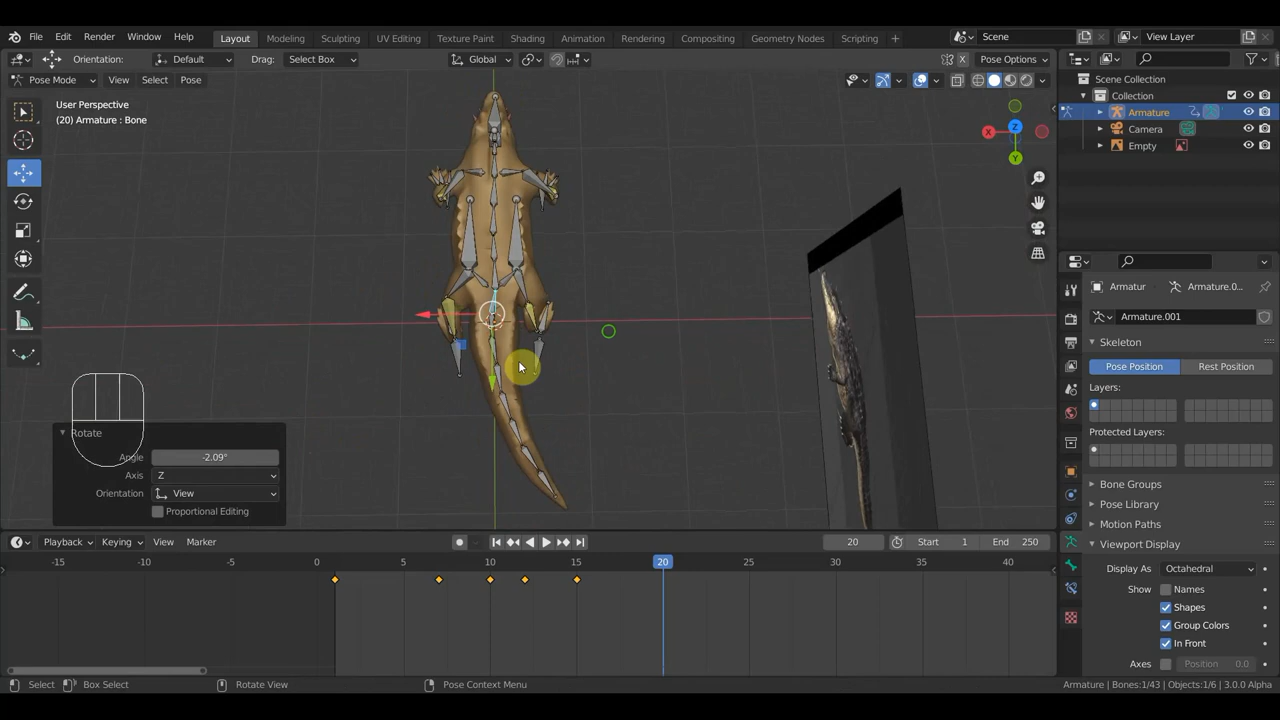 File Edit Render Window Help Layout Modeling Sculpting UV Editing Texture Paint Shading Animation Rendering Compositing Geometry Nodes Scripting + Scene View Layer
Orientation: Default Drag: Select Box Global Pose Options
Pose Mode View Select Pose
User Perspective
(20) Armature : Bone
X
Z
Y
Scene Collection
Collection
Armature
Camera
Empty
Armatur Armature.0...
Armature.001
Skeleton
Pose Position Rest Position
Layers:
Protected Layers:
Bone Groups
Pose Library
Motion Paths
Viewport Display
Display As Octahedral
Show Names
Shapes
Group Colors
In Front
Axes Position 0.0
Rotate
Angle -2.09°
Axis Z
Orientation View
Proportional Editing
Playback Keying View Marker 20 Start 1 End 250
-15 -10 -5 0 5 10 15 20 25 30 35 40
Select Box Select Rotate View Pose Context Menu Armature | Bones:1/43 | Objects:1/6 | 3.0.0 Alpha